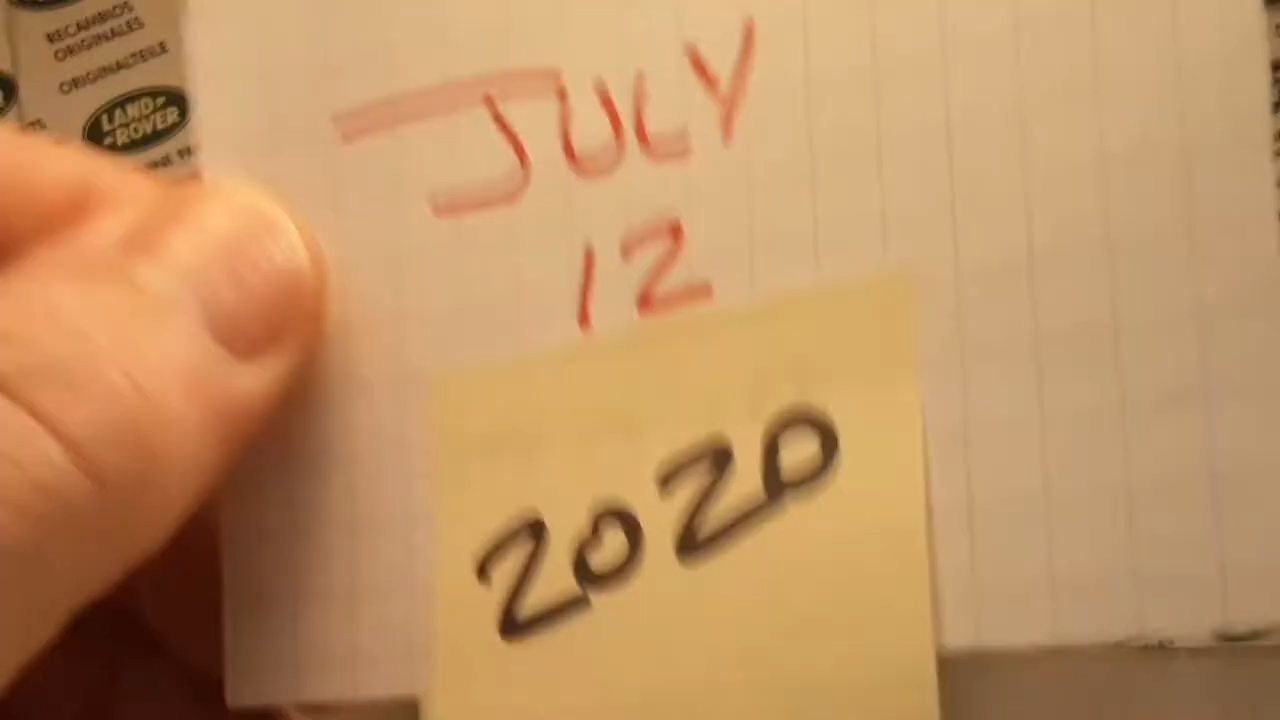 RECAMBIOS
ORIGINALES
ORIGINALTEILE
LAND-
-ROVER
JULY
12
2020